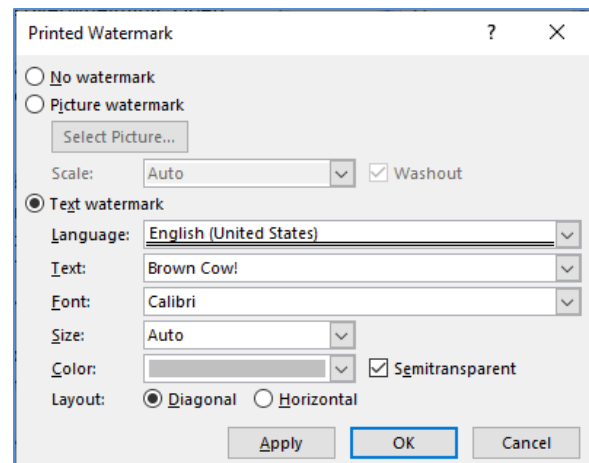 Printed Watermark ? ×
No watermark
Picture watermark
Select Picture...
Scale: Auto Washout
Text watermark
Language: English (United States)
Text: Brown Cow!
Font: Calibri
Size: Auto
Color: Semitransparent
Layout: Diagonal Horizontal
Apply OK Cancel